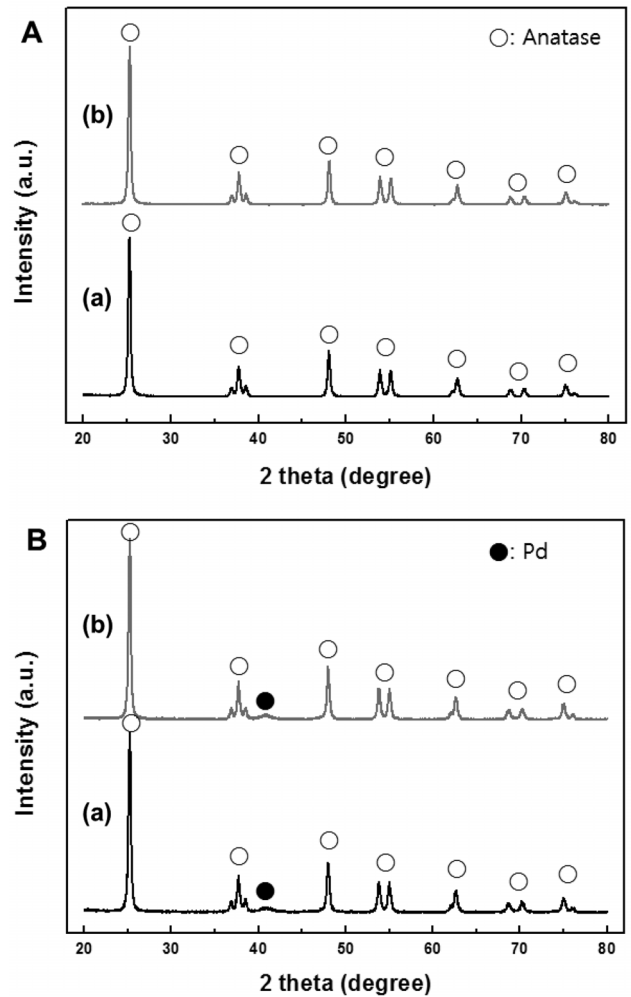 A
○: Anatase
(b)
(a)
Intensity (a.u.)
20 30 40 50 60 70 80
2 theta (degree)
B
●: Pd
(b)
(a)
Intensity (a.u.)
20 30 40 50 60 70 80
2 theta (degree)